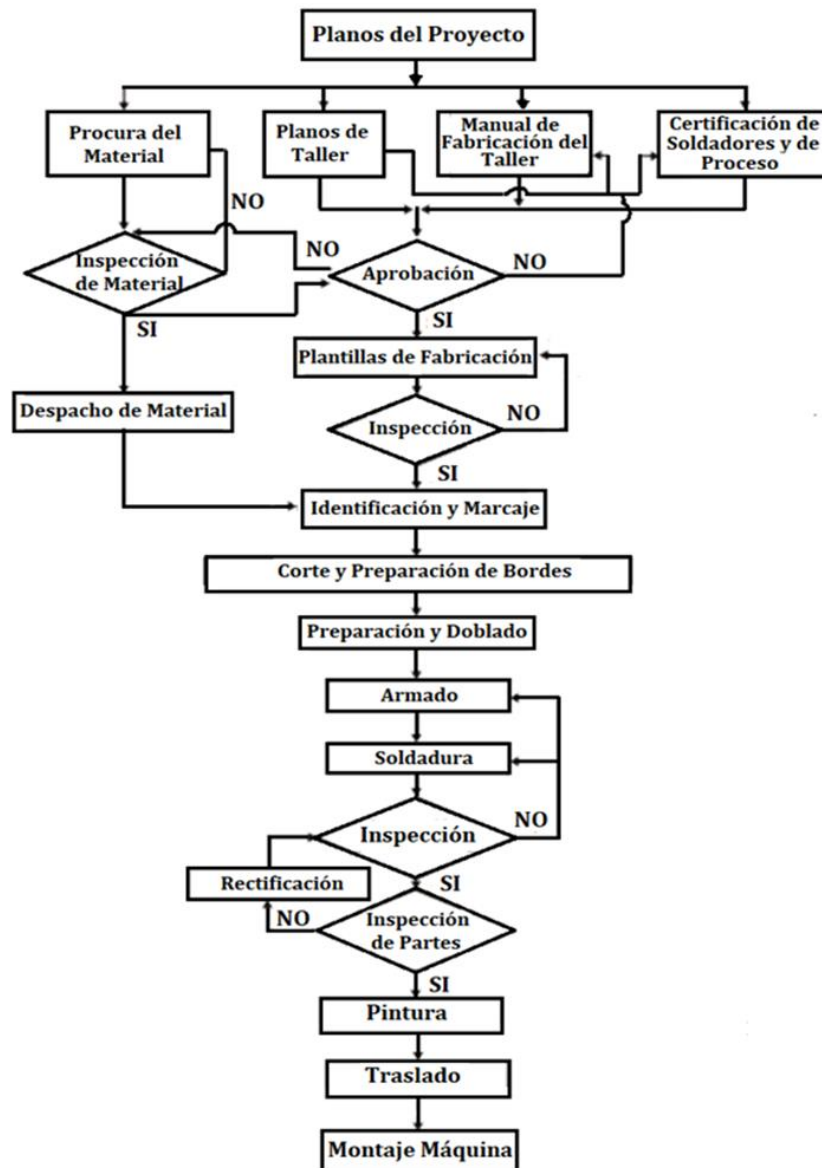 Planos del Proyecto
Procura del
Material
Planos de
Taller
Manual de
Fabricación del
Taller
Certificación de
Soldadores y de
Proceso
NO
Inspección
de Material
NO
Aprobación
NO
SI
SI
Plantillas de Fabricación
Despacho de Material
Inspección
NO
SI
Identificación y Marcaje
Corte y Preparación de Bordes
Preparación y Doblado
Armado
Soldadura
Inspección
NO
Rectificación
SI
NO
Inspección
de Partes
SI
Pintura
Traslado
Montaje Máquina